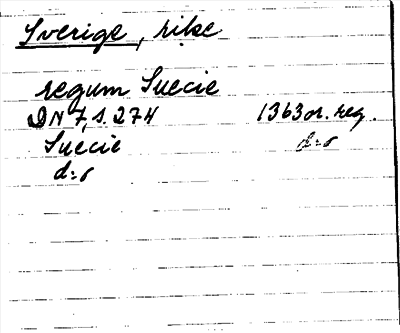 Sverige, rike
regum Suecie
DN 7, s. 274 1363 or. reg.
Suecie d:o
d:o